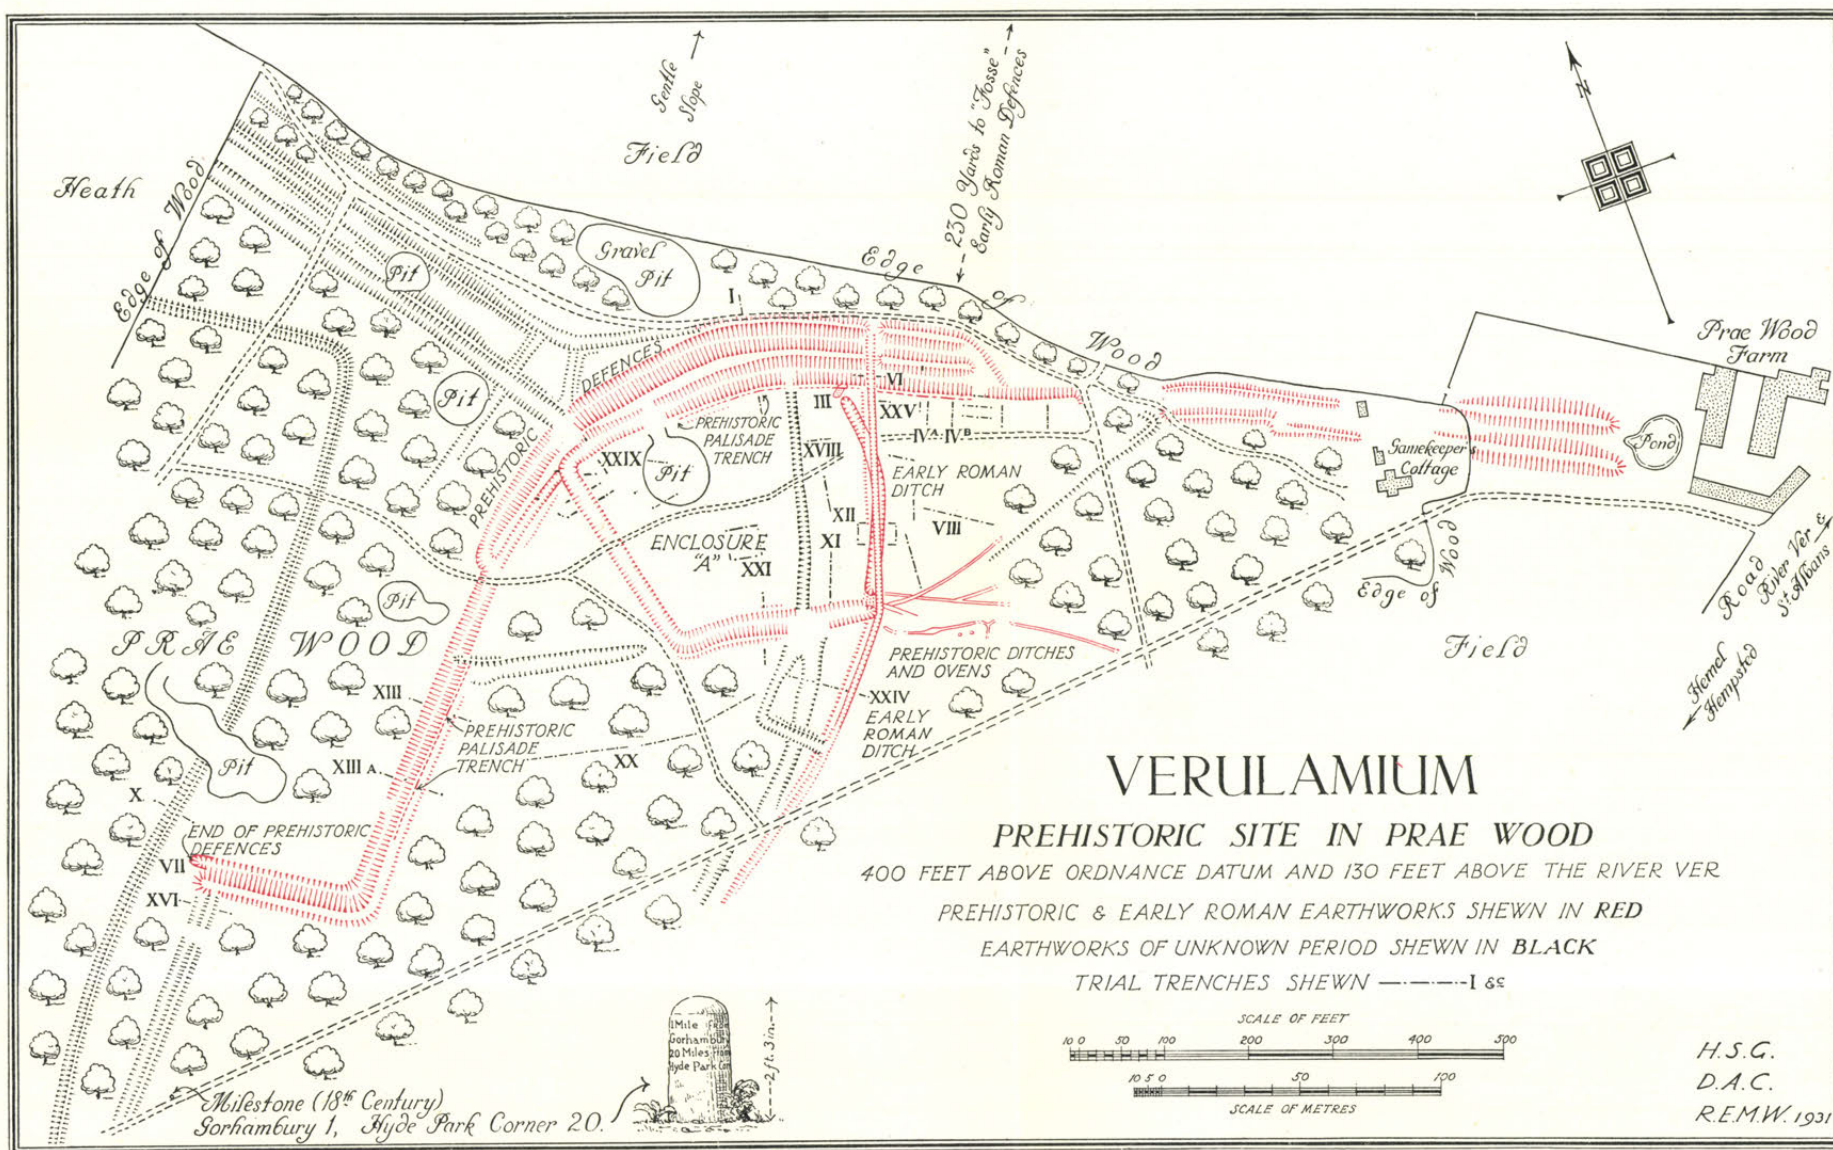 Gentle
Slope
Field
230 Yards to "Fosse"
Early Roman Defences
N
Heath
Edge of Wood
Gravel
Pit
Edge of Wood
Pit
I
Prae Wood
Farm
DEFENCES
PREHISTORIC
Pit
VI
III
XXV
PREHISTORIC
PALISADE
TRENCH
IV A IV B
XXIX
Pit
XVIII
EARLY ROMAN
DITCH
Gamekeeper's
Cottage
Pond
XII
VIII
ENCLOSURE
"A"
XI
XXI
Edge of Wood
Road
River Ver &
St Albans
Pit
PRAE WOOD
Field
Hemel
Hempsted
PREHISTORIC DITCHES
AND OVENS
XIII
XXIV
EARLY
ROMAN
DITCH
PREHISTORIC
PALISADE
TRENCH
Pit
XIII A.
XX
X
END OF PREHISTORIC
DEFENCES
VII
XVI
VERULAMIUM
PREHISTORIC SITE IN PRAE WOOD
400 FEET ABOVE ORDNANCE DATUM AND 130 FEET ABOVE THE RIVER VER
PREHISTORIC & EARLY ROMAN EARTHWORKS SHEWN IN RED
EARTHWORKS OF UNKNOWN PERIOD SHEWN IN BLACK
TRIAL TRENCHES SHEWN I &c
SCALE OF FEET
10 0 50 100 200 300 400 500
10 5 0 50 100
SCALE OF METRES
1 Mile from
Gorhambury
20 Miles from
Hyde Park Corn
2 ft. 3 in.
Milestone (18th Century)
Gorhambury 1, Hyde Park Corner 20.
H.S.G.
D.A.C.
R.E.M.W. 1931